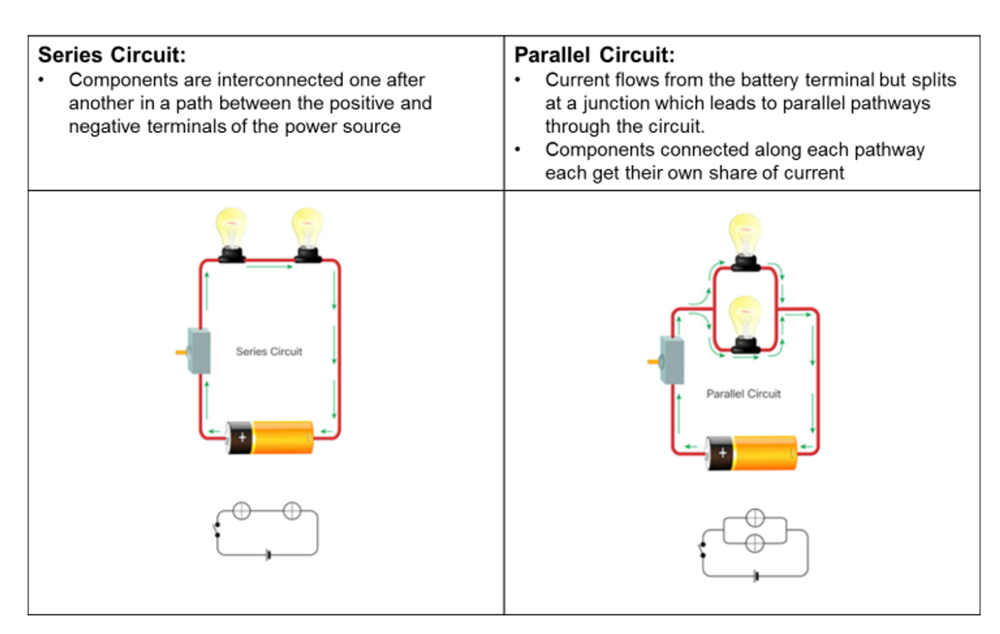 Series Circuit:
• Components are interconnected one after
another in a path between the positive and
negative terminals of the power source
Parallel Circuit:
• Current flows from the battery terminal but splits
at a junction which leads to parallel pathways
through the circuit.
• Components connected along each pathway
each get their own share of current
Series Circuit
+
Parallel Circuit
+